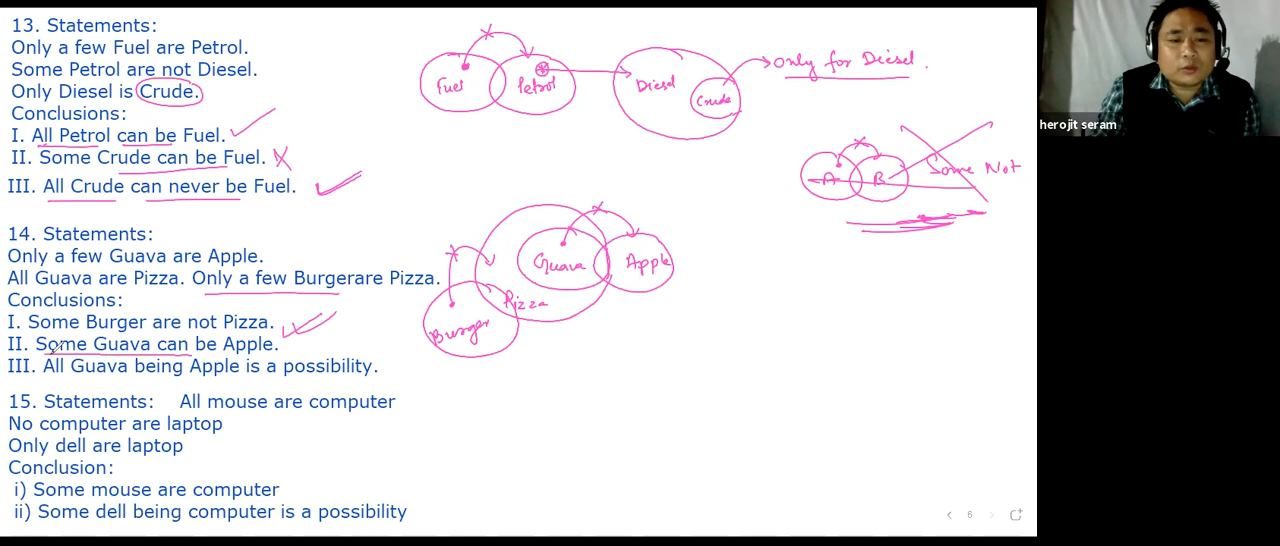 13. Statements:
Only a few Fuel are Petrol.
Some Petrol are not Diesel.
Only Diesel is Crude.
Conclusions:
I. All Petrol can be Fuel.
II. Some Crude can be Fuel.
III. All Crude can never be Fuel.
14. Statements:
Only a few Guava are Apple.
All Guava are Pizza. Only a few Burgerare Pizza.
Conclusions:
I. Some Burger are not Pizza.
II. Some Guava can be Apple.
III. All Guava being Apple is a possibility.
15. Statements: All mouse are computer
No computer are laptop
Only dell are laptop
Conclusion:
i) Some mouse are computer
ii) Some dell being computer is a possibility
Fuel
Petrol
Diesel
Crude
only for Diesel.
A
B
Some Not
Guava
Apple
Pizza
Burger
herojit seram
6